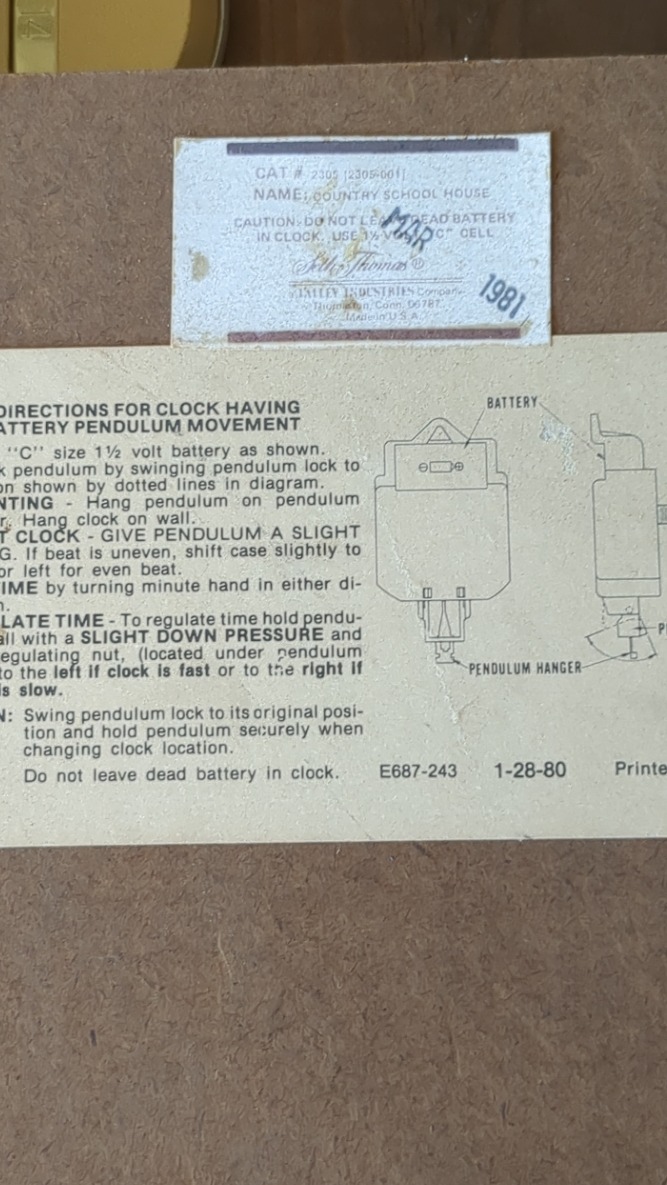 CAT # 2305 (2305-001)
NAME: COUNTRY SCHOOL HOUSE
CAUTION: DO NOT LEAVE DEAD BATTERY
IN CLOCK. USE 1½ VOLT "C" CELL
MAR
Seth Thomas®
1981
TALLEY INDUSTRIES Company
Thomaston, Conn. 06787
Made in U.S.A.
DIRECTIONS FOR CLOCK HAVING
ATTERY PENDULUM MOVEMENT
"C" size 1½ volt battery as shown.
k pendulum by swinging pendulum lock to
on shown by dotted lines in diagram.
NTING - Hang pendulum on pendulum
r. Hang clock on wall.
T CLOCK - GIVE PENDULUM A SLIGHT
G. If beat is uneven, shift case slightly to
or left for even beat.
IME by turning minute hand in either di-
n.
LATE TIME - To regulate time hold pendu-
all with a SLIGHT DOWN PRESSURE and
egulating nut, (located under pendulum
to the left if clock is fast or to the right if
is slow.
N: Swing pendulum lock to its original posi-
tion and hold pendulum securely when
changing clock location.
Do not leave dead battery in clock.
BATTERY
PENDULUM HANGER
P
E687-243 1-28-80 Printe